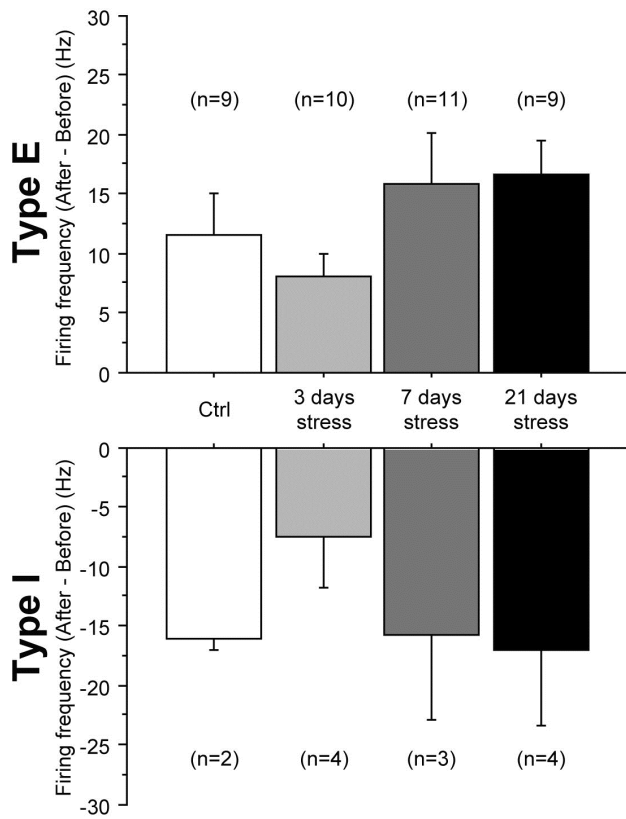 Type E
Firing frequency (After - Before) (Hz)
30
25
20
15
10
5
0
(n=9)
(n=10)
(n=11)
(n=9)
Ctrl
3 days
stress
7 days
stress
21 days
stress
Type I
Firing frequency (After - Before) (Hz)
0
-5
-10
-15
-20
-25
-30
(n=2)
(n=4)
(n=3)
(n=4)